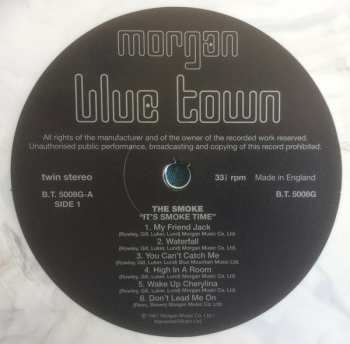 morgan
blue town
All rights of the manufacturer and of the owner of the recorded work reserved.
Unauthorised public performance, broadcasting and copying of this record prohibited.
twin stereo 33⅓ rpm Made in England
B.T. 5008G-A B.T. 5008G
SIDE 1
THE SMOKE
"IT'S SMOKE TIME"
1. My Friend Jack
(Rowley, Gill, Luker, Lund) Morgan Music Co. Ltd.
2. Waterfall
(Rowley, Gill, Luker, Lund) Morgan Music Co. Ltd.
3. You Can't Catch Me
(Rowley, Gill, Luker, Lund) Blue Mountain Music Ltd.
4. High In A Room
(Rowley, Gill, Luker, Lund) Morgan Music Co. Ltd.
5. Wake Up Cherylina
(Rowley, Gill, Luker, Lund) Morgan Music Co. Ltd.
6. Don't Lead Me On
Morgan Music Co. Ltd.
Morgan Music Co. Ltd.